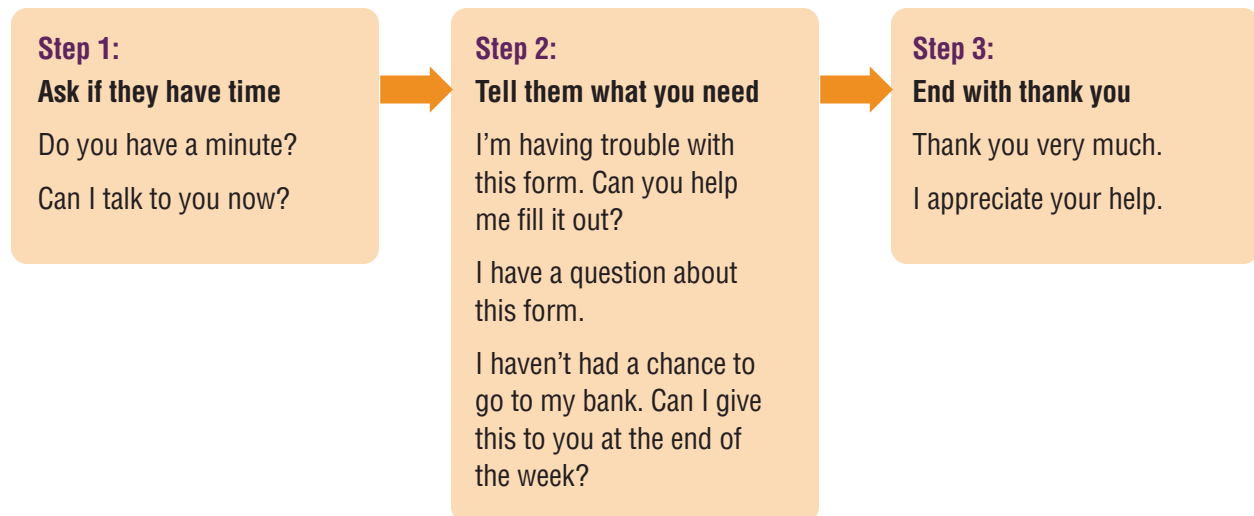 Step 1:
Ask if they have time
Do you have a minute?
Can I talk to you now?
Step 2:
Tell them what you need
I’m having trouble with
this form. Can you help
me fill it out?
I have a question about
this form.
I haven’t had a chance to
go to my bank. Can I give
this to you at the end of
the week?
Step 3:
End with thank you
Thank you very much.
I appreciate your help.